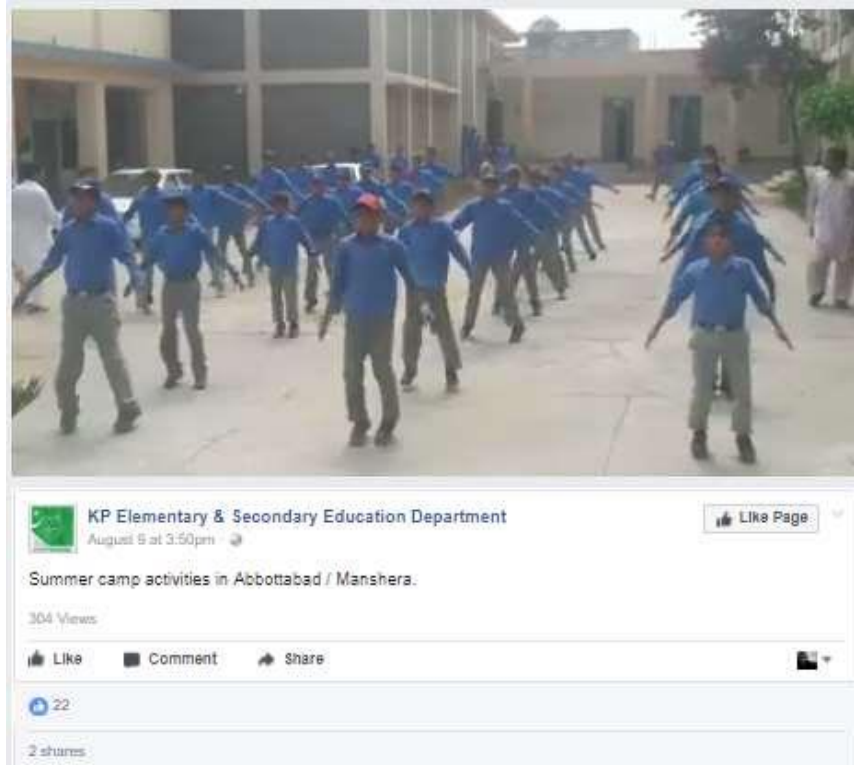 KP Elementary & Secondary Education Department
Like Page
August 6 at 3:50pm
Summer camp activities in Abbottabad / Manshera.
304 Views
Like Comment Share
22
2 shares